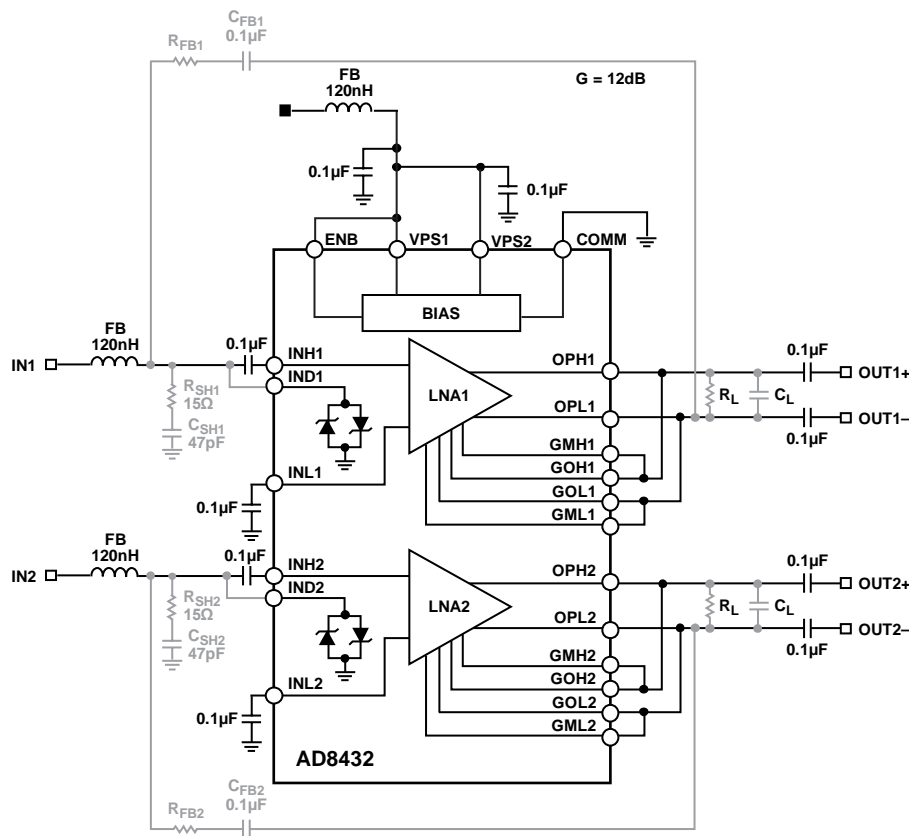 CFB1
0.1µF
RFB1
FB
120nH
G = 12dB
0.1µF
0.1µF
ENB
VPS1
VPS2
COMM
BIAS
FB
120nH
IN1
0.1µF
INH1
IND1
RSH1
15Ω
CSH1
47pF
LNA1
INL1
0.1µF
OPH1
OPL1
GMH1
GOH1
GOL1
GML1
RL
CL
0.1µF
OUT1+
OUT1–
0.1µF
FB
120nH
IN2
0.1µF
INH2
IND2
RSH2
15Ω
CSH2
47pF
LNA2
INL2
0.1µF
OPH2
OPL2
GMH2
GOH2
GOL2
GML2
RL
CL
0.1µF
OUT2+
OUT2–
0.1µF
AD8432
CFB2
0.1µF
RFB2